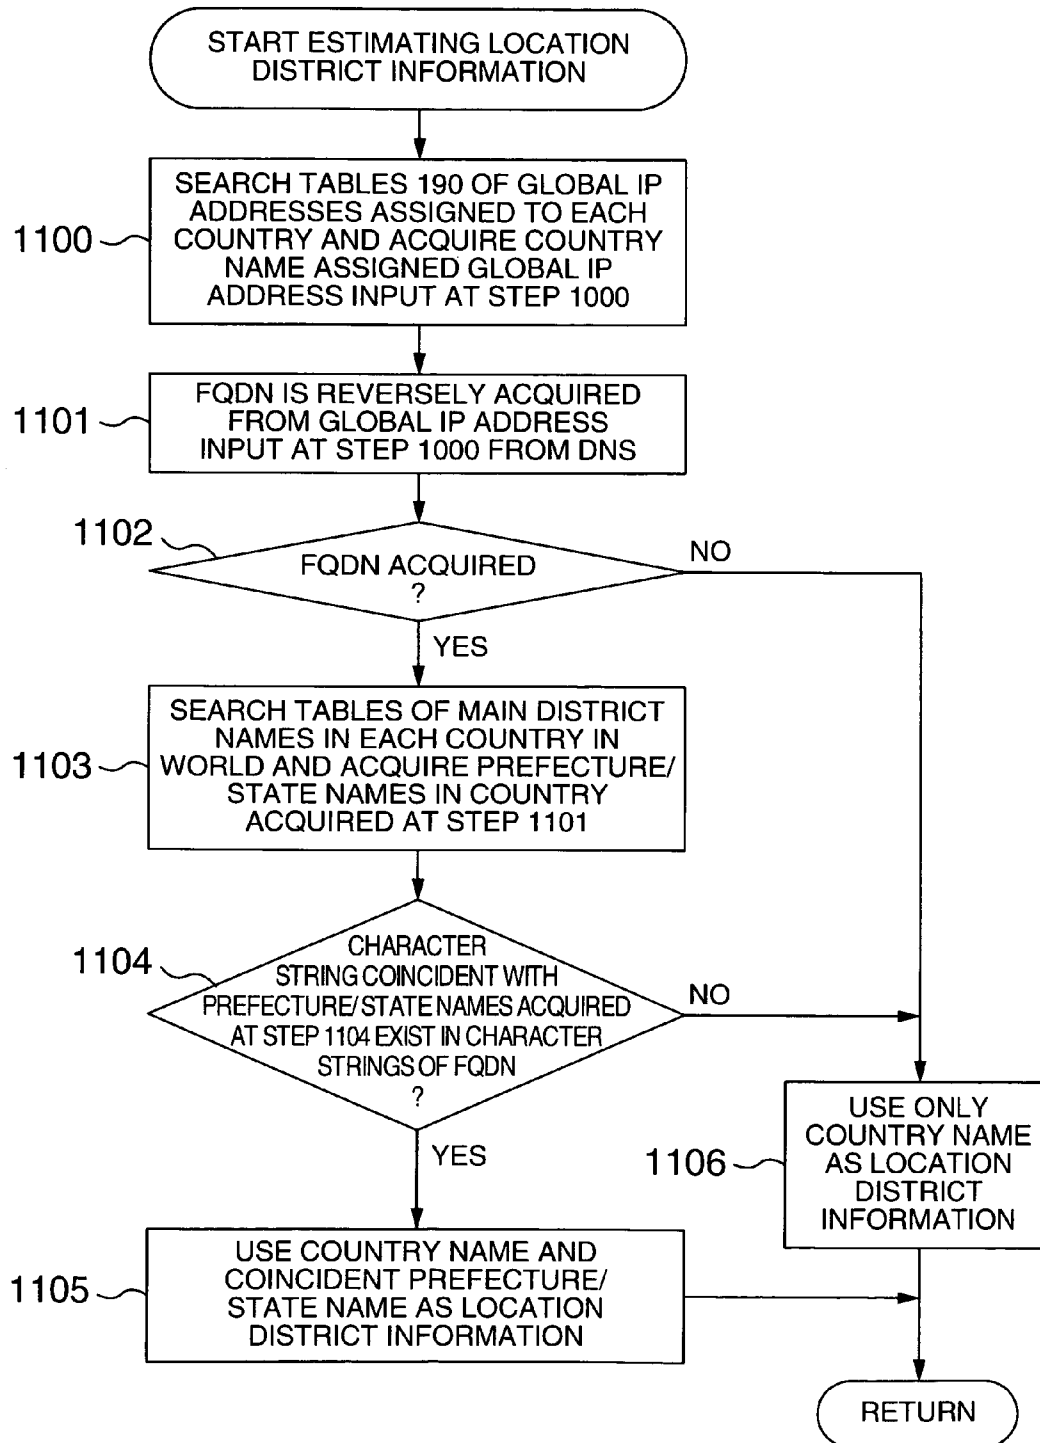 START ESTIMATING LOCATION
DISTRICT INFORMATION
1100
SEARCH TABLES 190 OF GLOBAL IP
ADDRESSES ASSIGNED TO EACH
COUNTRY AND ACQUIRE COUNTRY
NAME ASSIGNED GLOBAL IP
ADDRESS INPUT AT STEP 1000
1101
FQDN IS REVERSELY ACQUIRED
FROM GLOBAL IP ADDRESS
INPUT AT STEP 1000 FROM DNS
1102
FQDN ACQUIRED
?
NO
YES
1103
SEARCH TABLES OF MAIN DISTRICT
NAMES IN EACH COUNTRY IN
WORLD AND ACQUIRE PREFECTURE/
STATE NAMES IN COUNTRY
ACQUIRED AT STEP 1101
1104
CHARACTER
STRING COINCIDENT WITH
PREFECTURE/STATE NAMES ACQUIRED
AT STEP 1104 EXIST IN CHARACTER
STRINGS OF FQDN
?
NO
YES
1106
USE ONLY
COUNTRY NAME
AS LOCATION
DISTRICT
INFORMATION
1105
USE COUNTRY NAME AND
COINCIDENT PREFECTURE/
STATE NAME AS LOCATION
DISTRICT INFORMATION
RETURN